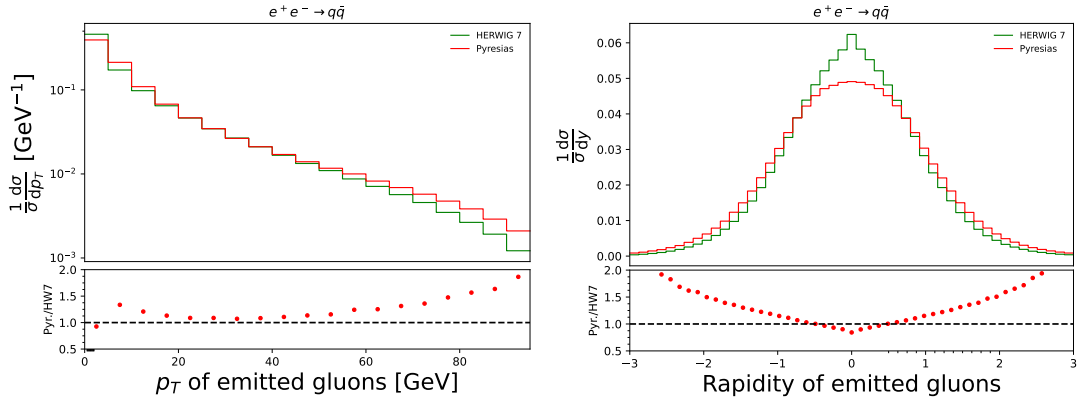 e⁺e⁻ → qq̄
HERWIG 7
Pyresias
1/σ dσ/dp_T [GeV⁻¹]
10⁻¹
10⁻²
10⁻³
Pyr./HW7
2.0
1.5
1.0
0.5
0 20 40 60 80
p_T of emitted gluons [GeV]
e⁺e⁻ → qq̄
HERWIG 7
Pyresias
1/σ dσ/dy
0.06
0.05
0.04
0.03
0.02
0.01
0.00
Pyr./HW7
2.0
1.5
1.0
0.5
−3 −2 −1 0 1 2 3
Rapidity of emitted gluons